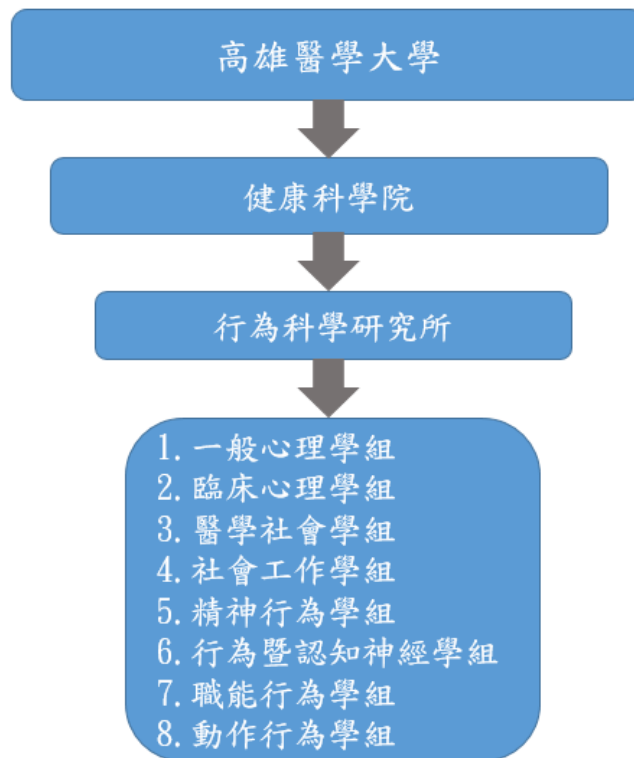 高雄醫學大學
健康科學院
行為科學研究所
1. 一般心理學組
2. 臨床心理學組
3. 醫學社會學組
4. 社會工作學組
5. 精神行為學組
6. 行為暨認知神經學組
7. 職能行為學組
8. 動作行為學組